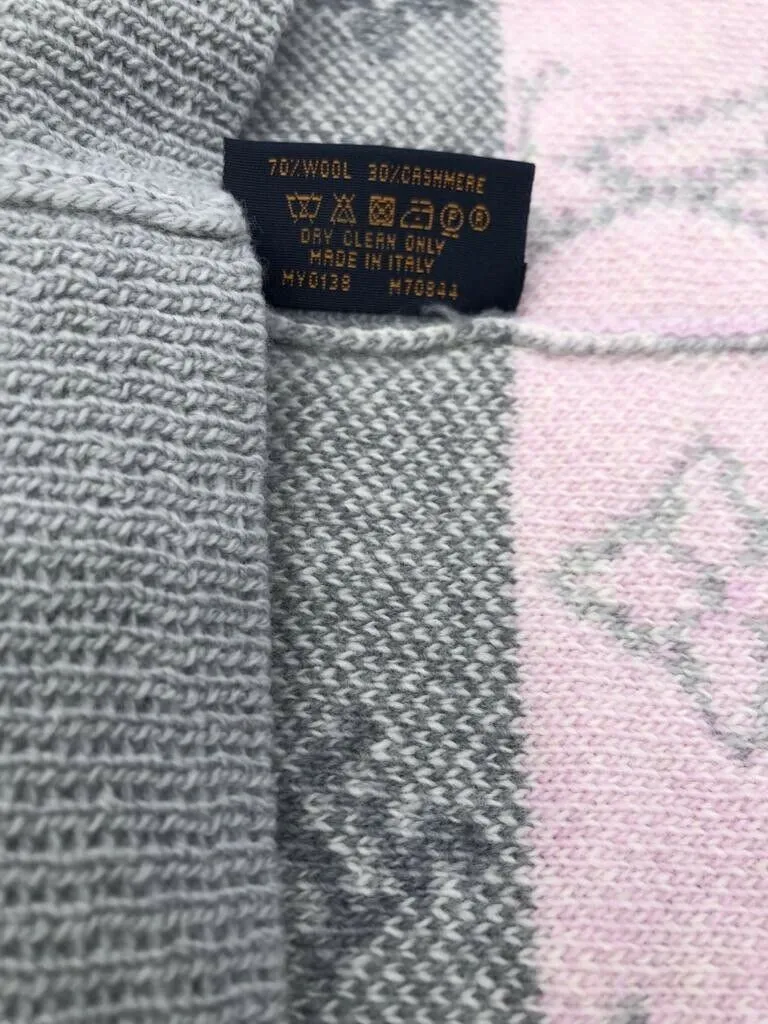 70%WOOL 30%CASHMERE
P R
DRY CLEAN ONLY
MADE IN ITALY
MY0138 M70844